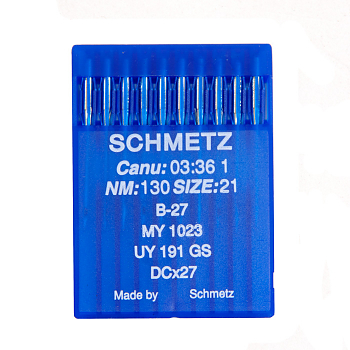 SCHMETZ
Canu: 03:36 1
NM:130 SIZE:21
B-27
MY 1023
UY 191 GS
DCx27
Made by Schmetz